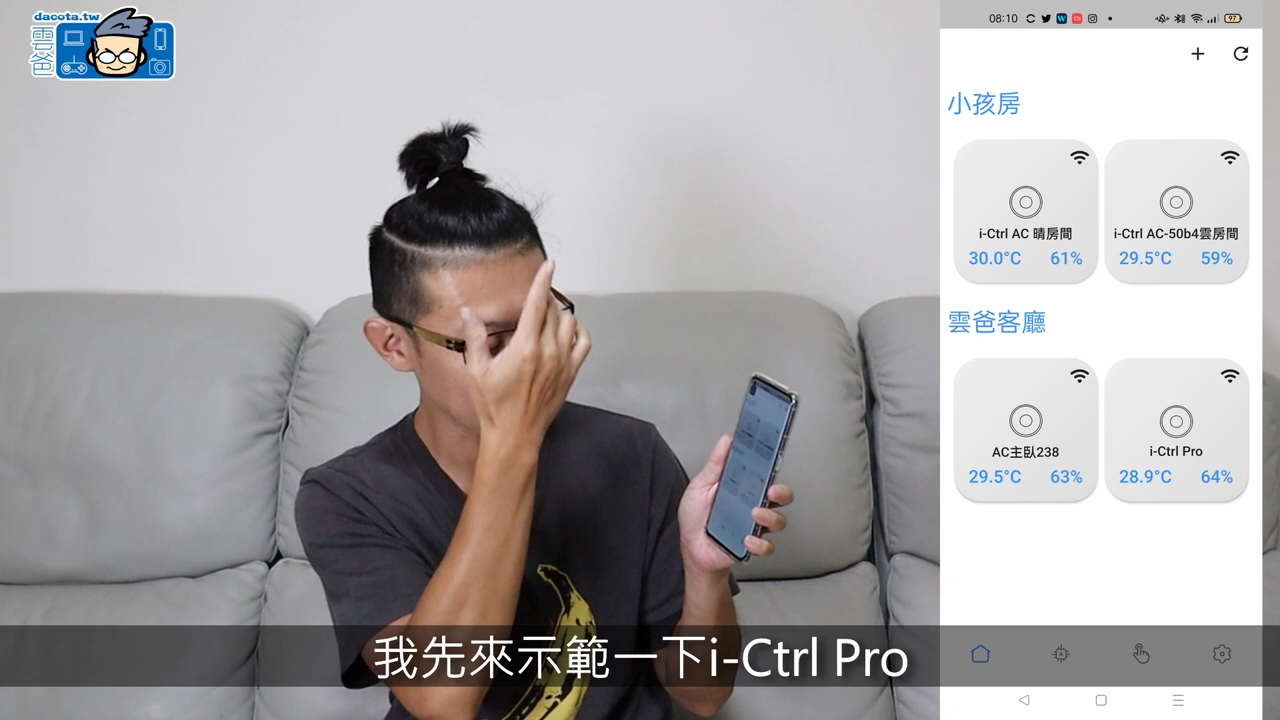 dacota.tw
雲爸
08:10
97
小孩房
i-Ctrl AC 晴房間
30.0°C 61%
i-Ctrl AC-50b4雲房間
29.5°C 59%
雲爸客廳
AC主臥238
29.5°C 63%
i-Ctrl Pro
28.9°C 64%
我先來示範一下i-Ctrl Pro